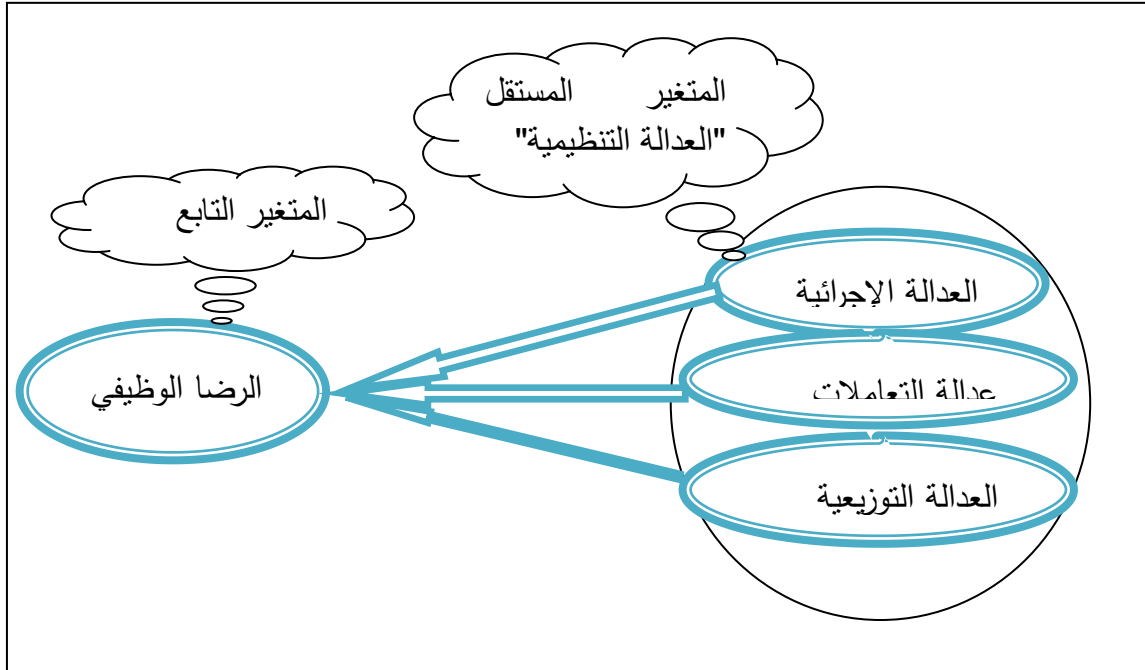 المتغير المستقل
"العدالة التنظيمية"
المتغير التابع
العدالة الإجرائية
عدالة التعاملات
العدالة التوزيعية
الرضا الوظيفي